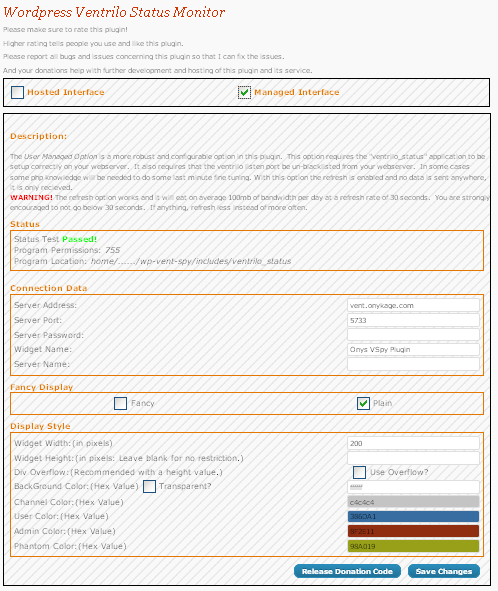 Wordpress Ventrilo Status Monitor
Please make sure to rate this plugin!
Higher rating tells people you use and like this plugin,
Please report all bugs and issues concerning this plugin so that I can fix the issues.
And your donations help with further development and hosting of this plugin and its service.
Hosted Interface
Managed Interface
Description:
The User Managed Option is a more robust and configurable option in this plugin. This option requires the "ventrilo_status" application to be
setup correctly on your webserver. It also requires that the ventrilo listen port be un-blacklisted from your webserver. In some cases
some php knowledge will be needed to do some last minute fine tuning. With this option the refresh is enabled and no data is sent anywhere,
it is only recieved.
WARNING! The refresh option works and it will eat on average 100mb of bandwidth per day at a refresh rate of 30 seconds. You are strongly
ecouraged to not go below 30 seconds. If anything, refresh less instead of more often.
Status
Status Test Passed!
Program Permissions: 755
Program Location: home/....../wp-vent-spy/includes/ventrilo_status
Connection Data
Server Address: vent.onykage.com
Server Port: 5733
Server Password:
Widget Name: Onys VSpy Plugin
Server Name:
Fancy Display
Fancy
Plain
Display Style
Widget Width:(in pixels) 200
Widget Height:(in pixels: Leave blank for no restriction.)
Div Overflow:(Recommended with a height value.) Use Overflow?
BackGround Color:(Hex Value) Transparent? ffffff
Channel Color:(Hex Value) c4c4c4
User Color:(Hex Value) 386DA1
Admin Color:(Hex Value)
Phantom Color:(Hex Value) 98A019
Release Donation Code
Save Changes